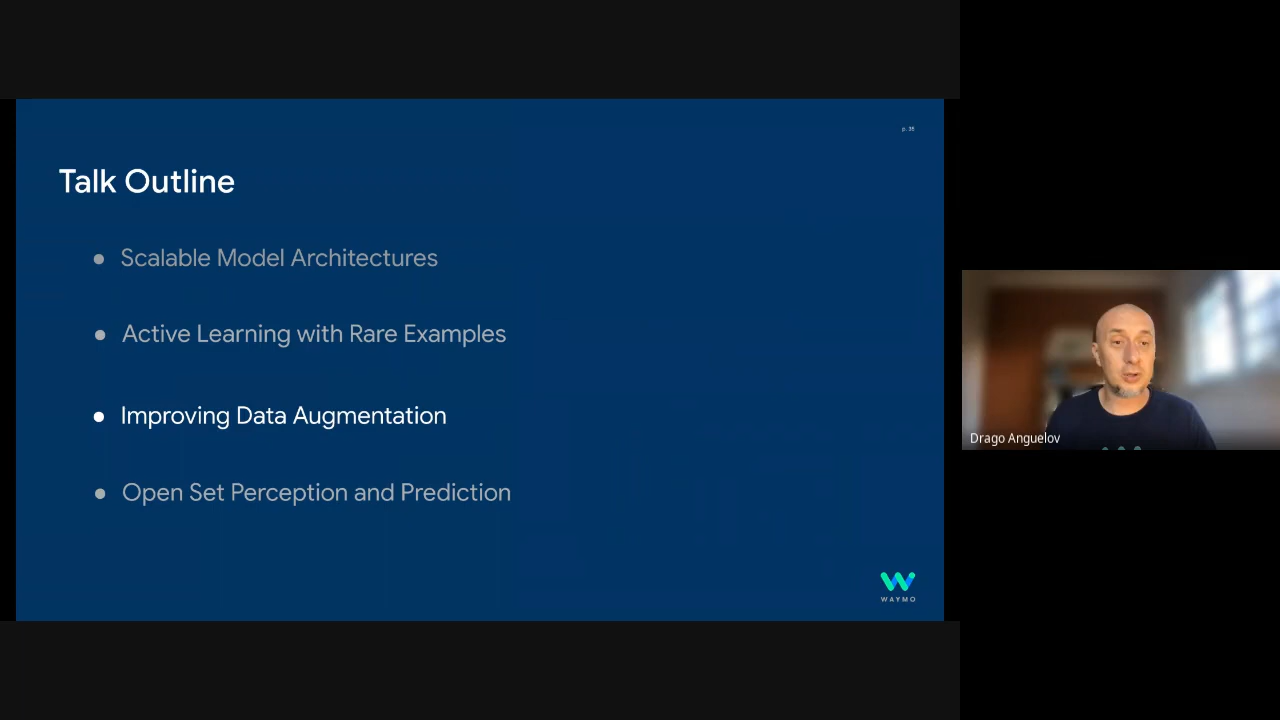 p. 35
Talk Outline
● Scalable Model Architectures
● Active Learning with Rare Examples
● Improving Data Augmentation
● Open Set Perception and Prediction
WAYMO
Drago Anguelov